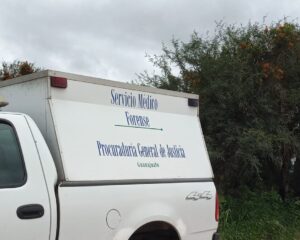 Servicio Médico
Forense
Procuraduría General de Justicia
Guanajuato
4x4